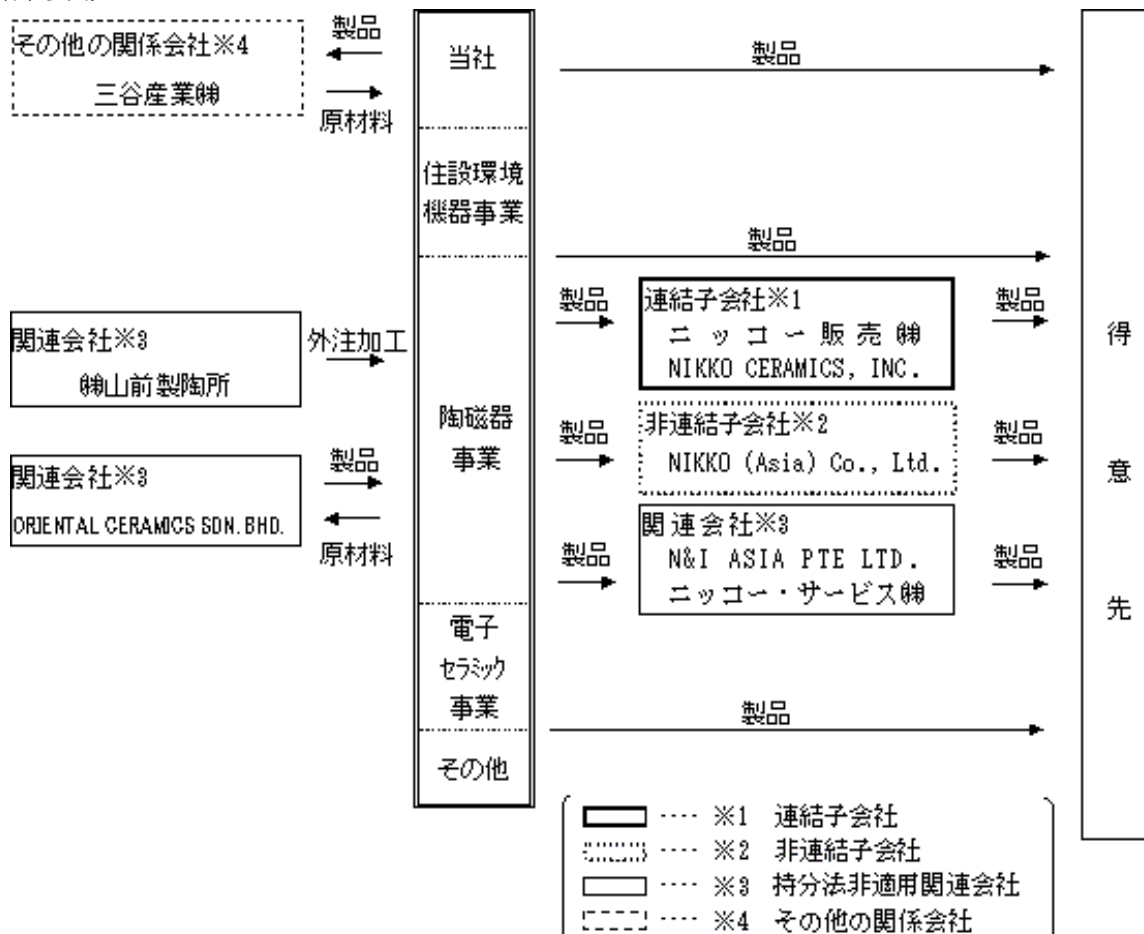 その他の関係会社※4
三谷産業㈱
製品
原材料
当社
製品
住設環境
機器事業
製品
関連会社※3
㈱山前製陶所
外注加工
関連会社※3
ORIENTAL CERAMICS SDN. BHD.
製品
原材料
陶磁器
事業
製品
連結子会社※1
ニッコー販売㈱
NIKKO CERAMICS, INC.
製品
製品
非連結子会社※2
NIKKO (Asia) Co., Ltd.
製品
製品
関連会社※3
N&I ASIA PTE LTD.
ニッコー・サービス㈱
製品
電子
セラミック
事業
製品
その他
得
意
先
※1 連結子会社
※2 非連結子会社
※3 持分法非適用関連会社
※4 その他の関係会社